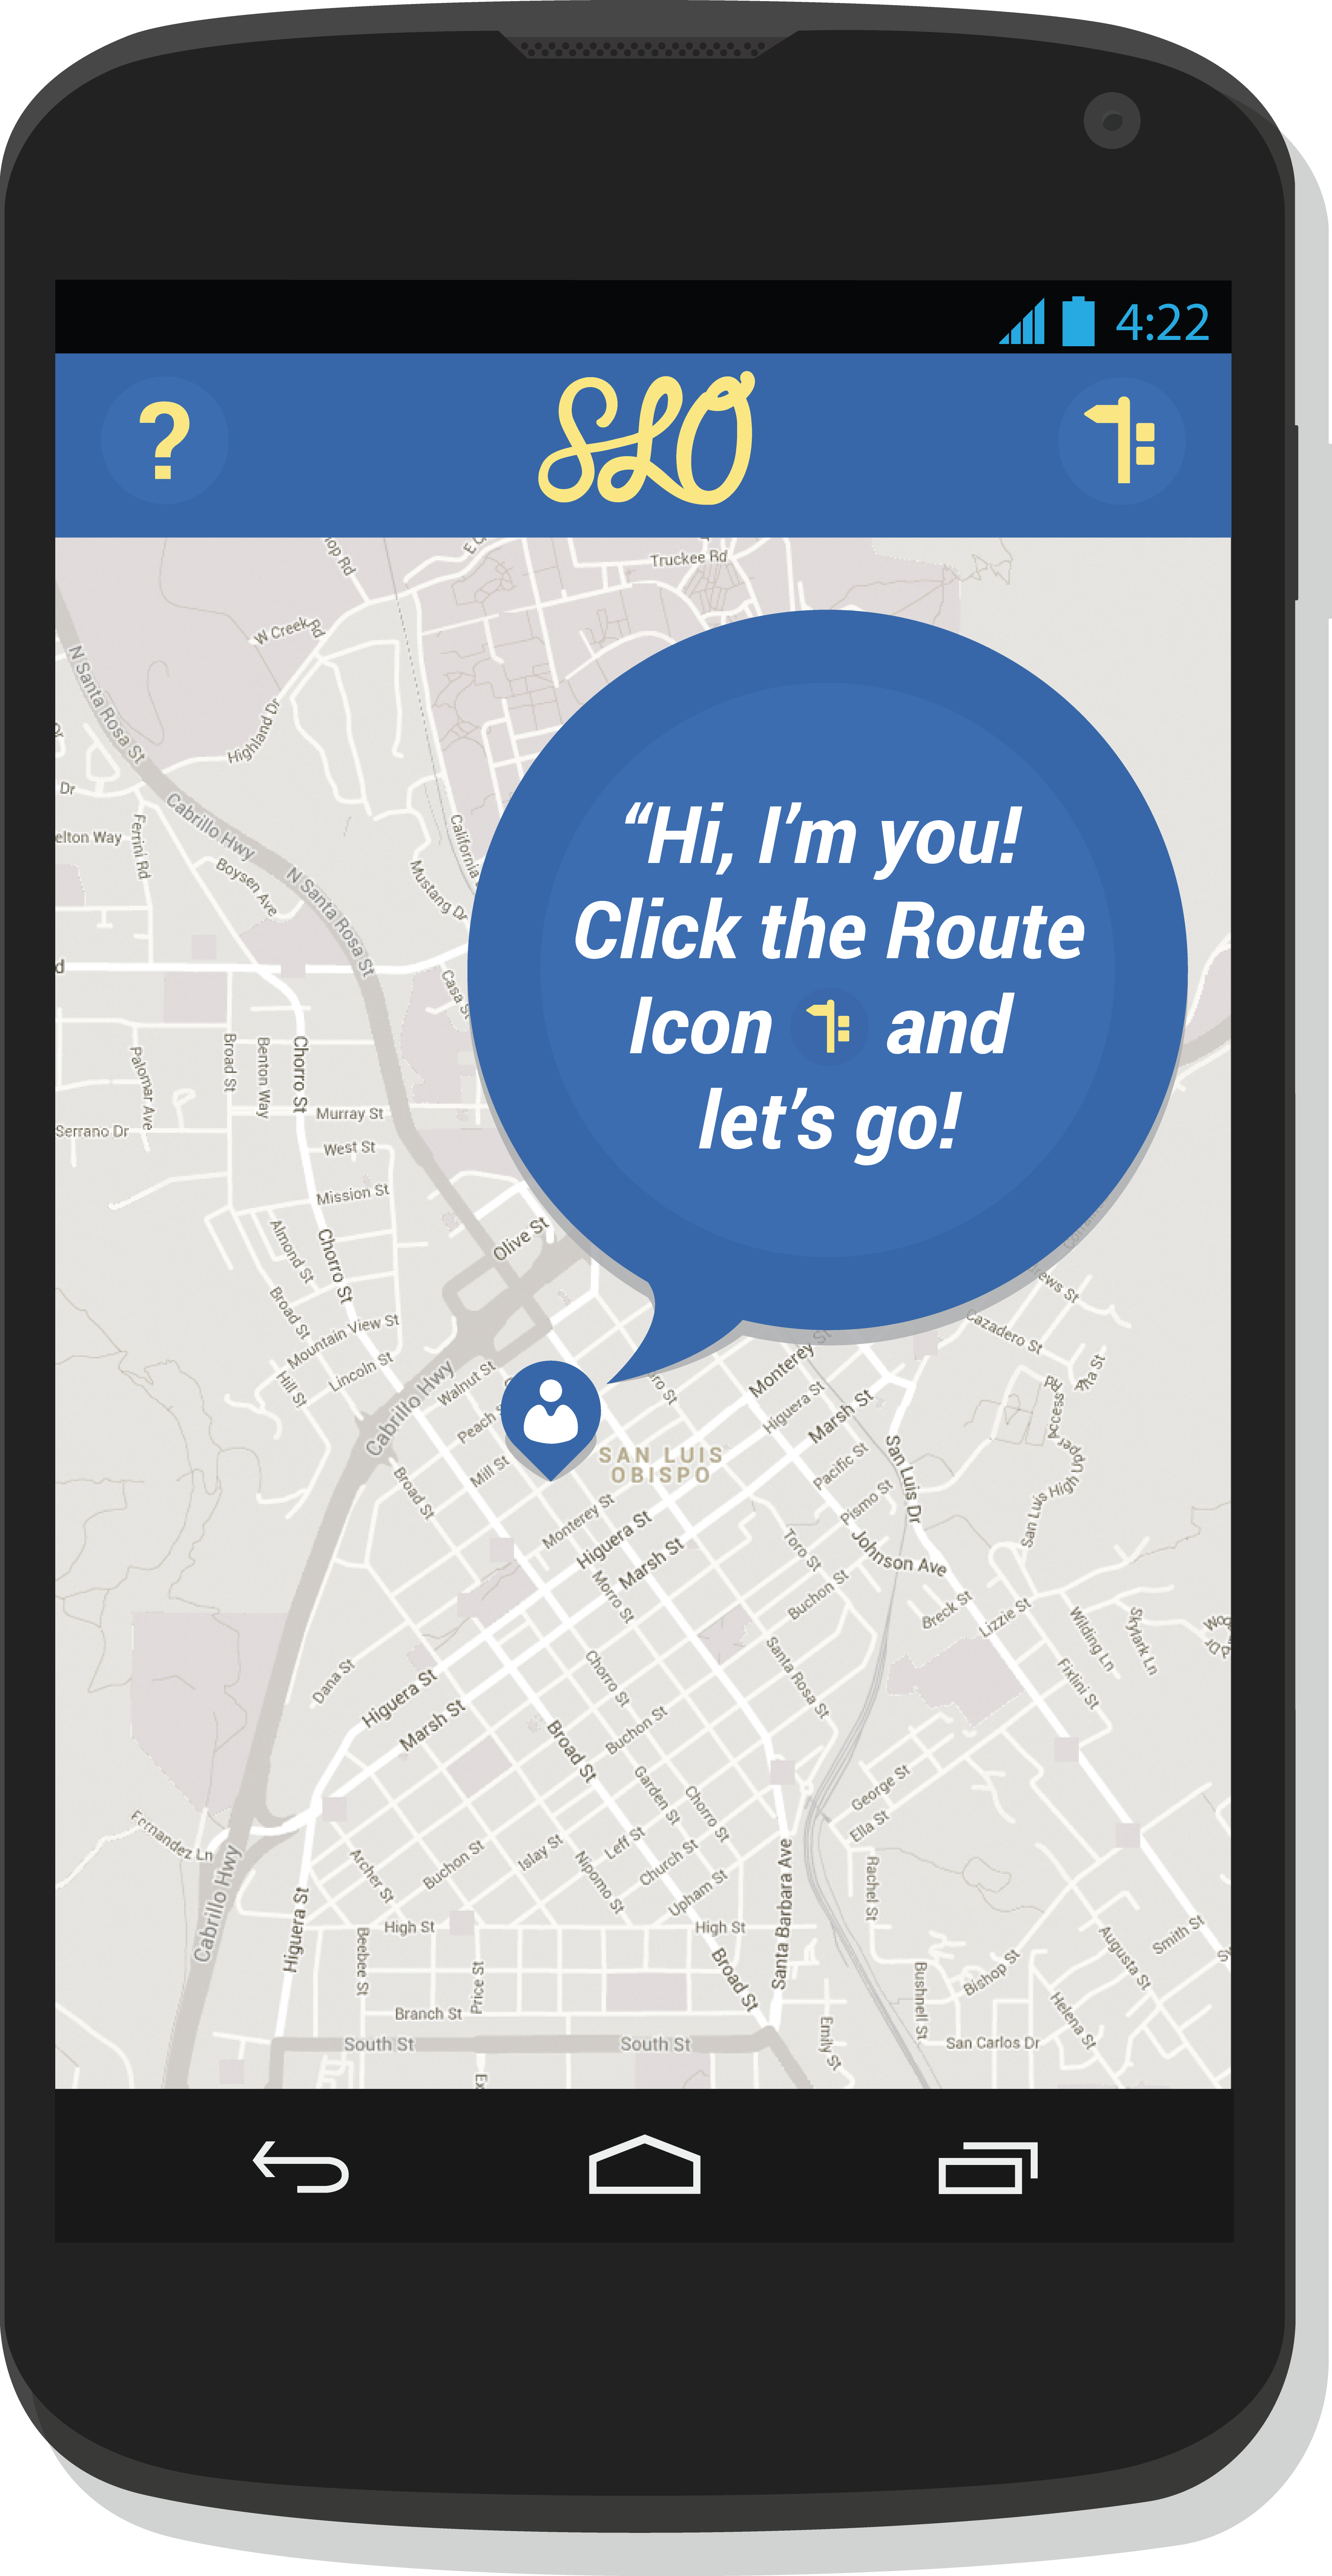 4:22
?
SLO
Truckee Rd
W Creek Rd
N Santa Rosa St
Highland Dr
Dr
Cabrillo Hwy
elton Way
Ferrini Rd
Boysen Ave
N Santa Rosa St
California
Mustang Dr
“Hi, I’m you!
Click the Route
Icon and
let’s go!
Casa St
Broad St
Benton Way
Chorro St
Palomar Ave
Murray St
Serrano Dr
West St
Mission St
Almond St
Chorro St
Olive St
Broad St
Mountain View St
Lincoln St
Hill St
Cabrillo Hwy
Walnut St
Peach
Mill St
Broad St
Cazadero St
Monterey St
Higuera St
Marsh St
Pacific St
Pismo St
San Luis Dr
SAN LUIS
OBISPO
Monterey St
Higuera St
Marsh St
Morro St
Toro St
Johnson Ave
Buchon St
Breck St
Lizzie St
Wilding Ln
Skylark Ln
Fixlini St
Dana St
Higuera St
Marsh St
Chorro St
Santa Rosa St
Buchon St
Broad St
Garden St
Chorro St
George St
Ella St
Fernandez Ln
Cabrillo Hwy
Archer St
Buchon St
Islay St
Leff St
Nipomo St
Church St
Upham St
Santa Barbara Ave
Rachel St
Higuera St
High St
High St
Beebee St
Price St
Broad St
Bushnell St
Bishop St
Augusta St
Smith St
Helena St
Branch St
South St
South St
Emily St
San Carlos Dr